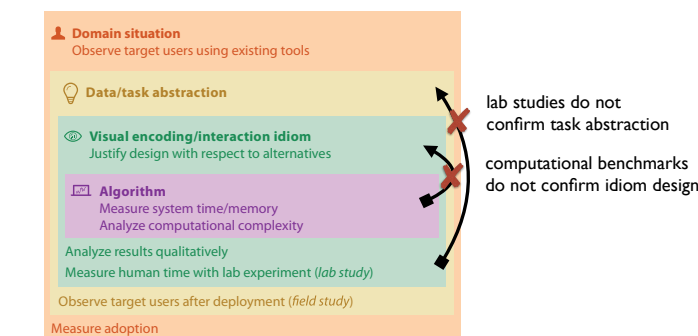 Domain situation
Observe target users using existing tools
Data/task abstraction
Visual encoding/interaction idiom
Justify design with respect to alternatives
Algorithm
Measure system time/memory
Analyze computational complexity
Analyze results qualitatively
Measure human time with lab experiment (lab study)
Observe target users after deployment (field study)
Measure adoption
lab studies do not
confirm task abstraction
computational benchmarks
do not confirm idiom design